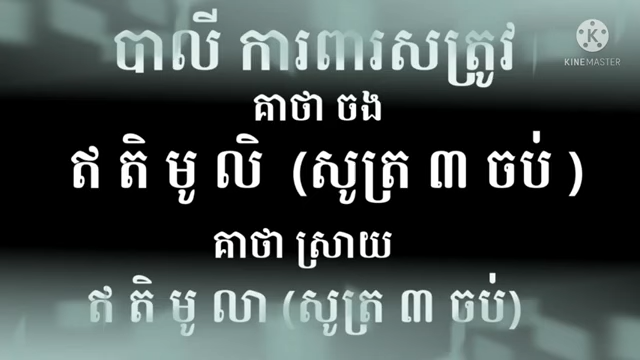 បាលី ការពារសត្រូវ
KINEMASTER
គាថា ចង
ឥ តិ មូ លិ (សូត្រ ៣ ចប់ )
គាថា ស្រាយ
ឥ តិ មូ លា (សូត្រ ៣ ចប់)